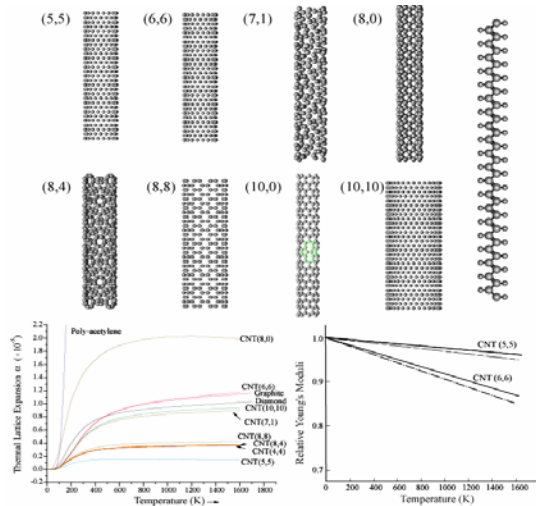 (5,5) (6,6) (7,1) (8,0)
(8,4) (8,8) (10,0) (10,10)
Thermal Lattice Expansion α (·10⁻⁵)
2.2
2.0
1.8
1.6
1.4
1.2
1.0
0.8
0.6
0.4
0.2
0.0
-0.2
Poly-acetylene
CNT(8,0)
CNT(6,6)
Graphite
Diamond
CNT(10,10)
CNT(7,1)
CNT(8,8)
CNT(8,4)
CNT(4,4)
CNT(5,5)
0 200 400 600 800 1000 1200 1400 1600 1800
Temperature (K) →
Relative Young's Moduli
1.0
0.9
0.8
0.7
CNT (5,5)
CNT (6,6)
0 200 400 600 800 1000 1200 1400 1600
Temperature (K)